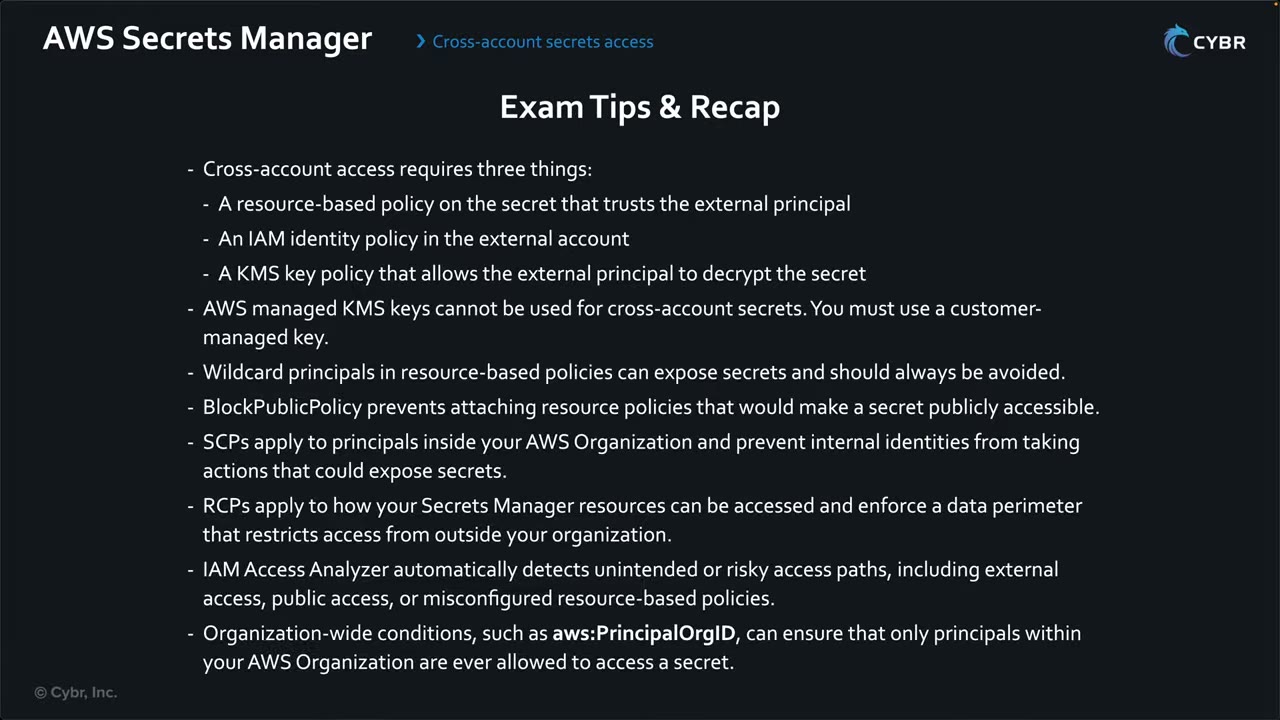 AWS Secrets Manager
❯ Cross-account secrets access
CYBR
Exam Tips & Recap
- Cross-account access requires three things:
- A resource-based policy on the secret that trusts the external principal
- An IAM identity policy in the external account
- A KMS key policy that allows the external principal to decrypt the secret
- AWS managed KMS keys cannot be used for cross-account secrets. You must use a customer-
managed key.
- Wildcard principals in resource-based policies can expose secrets and should always be avoided.
- BlockPublicPolicy prevents attaching resource policies that would make a secret publicly accessible.
- SCPs apply to principals inside your AWS Organization and prevent internal identities from taking
actions that could expose secrets.
- RCPs apply to how your Secrets Manager resources can be accessed and enforce a data perimeter
that restricts access from outside your organization.
- IAM Access Analyzer automatically detects unintended or risky access paths, including external
access, public access, or misconfigured resource-based policies.
- Organization-wide conditions, such as aws:PrincipalOrgID, can ensure that only principals within
your AWS Organization are ever allowed to access a secret.
© Cybr, Inc.